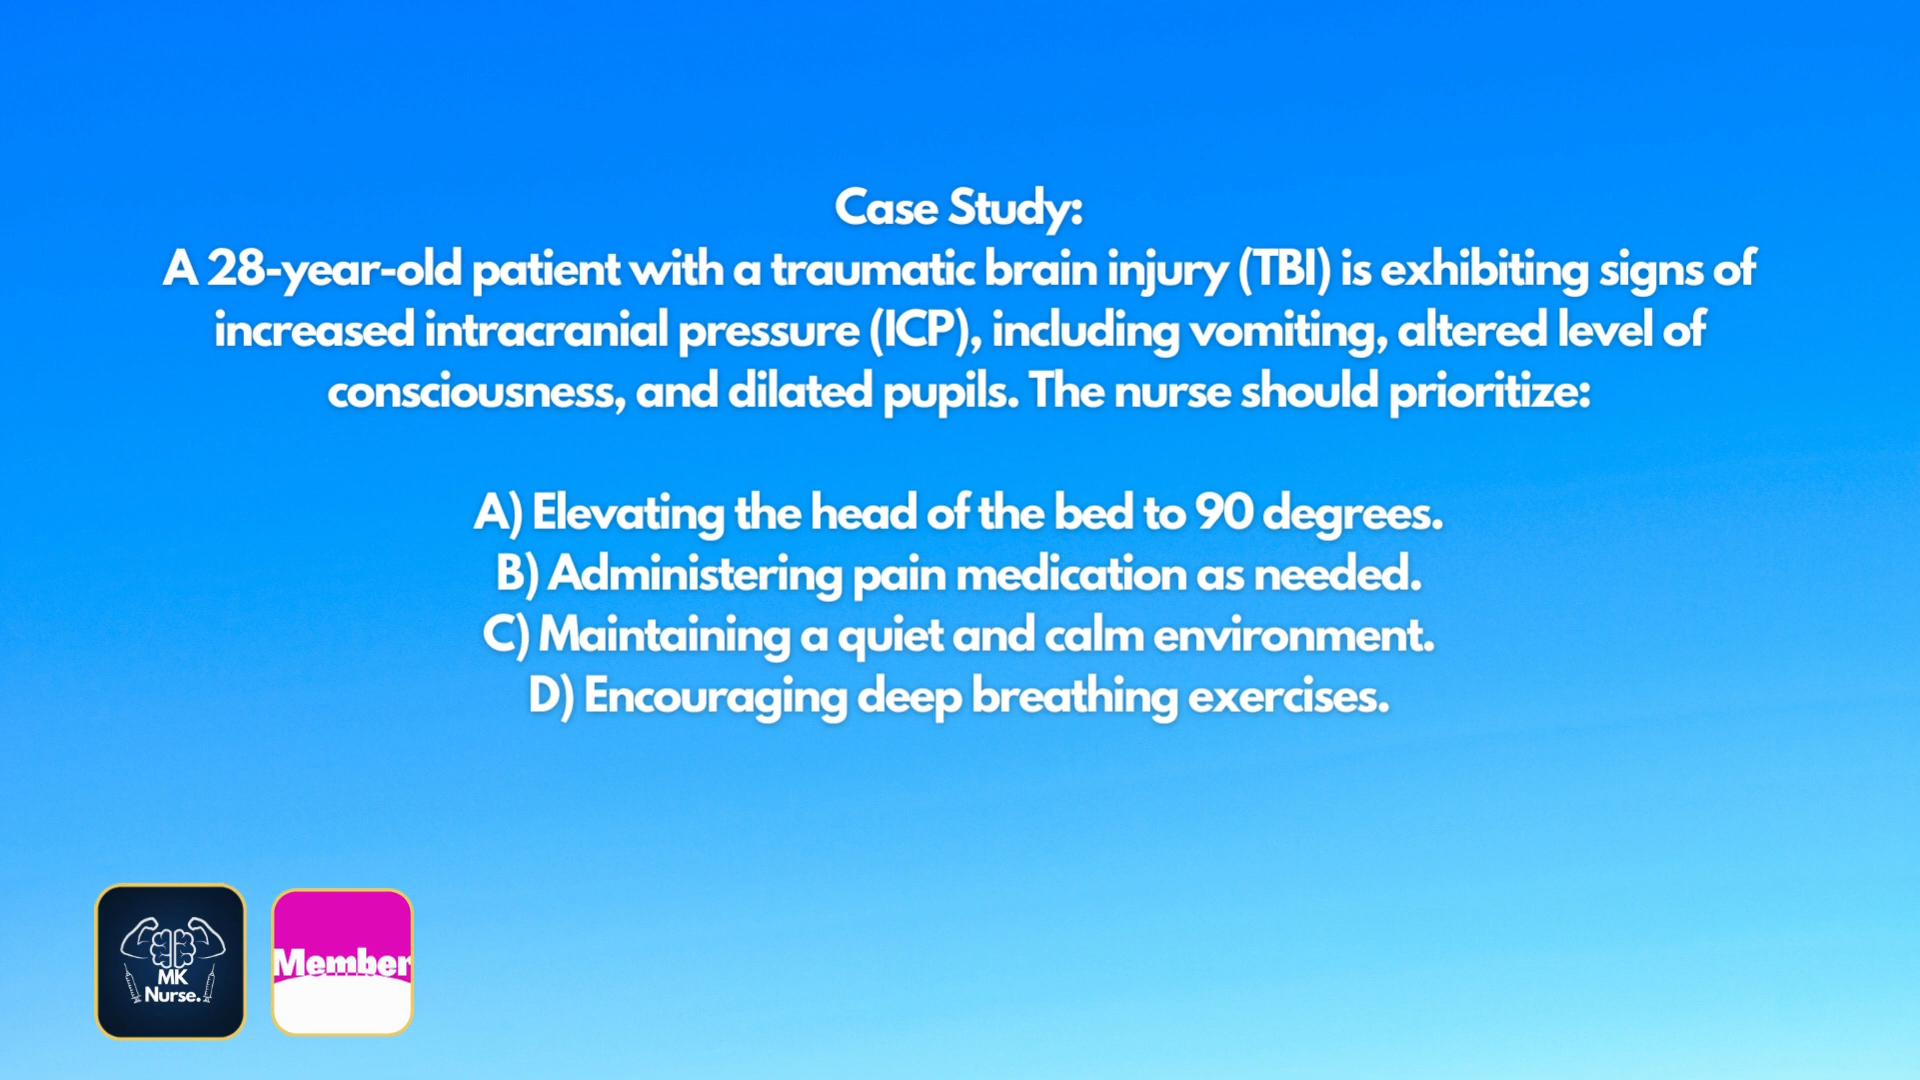 Case Study:
A 28-year-old patient with a traumatic brain injury (TBI) is exhibiting signs of
increased intracranial pressure (ICP), including vomiting, altered level of
consciousness, and dilated pupils. The nurse should prioritize:
A) Elevating the head of the bed to 90 degrees.
B) Administering pain medication as needed.
C) Maintaining a quiet and calm environment.
D) Encouraging deep breathing exercises.
MK
Nurse.
Member